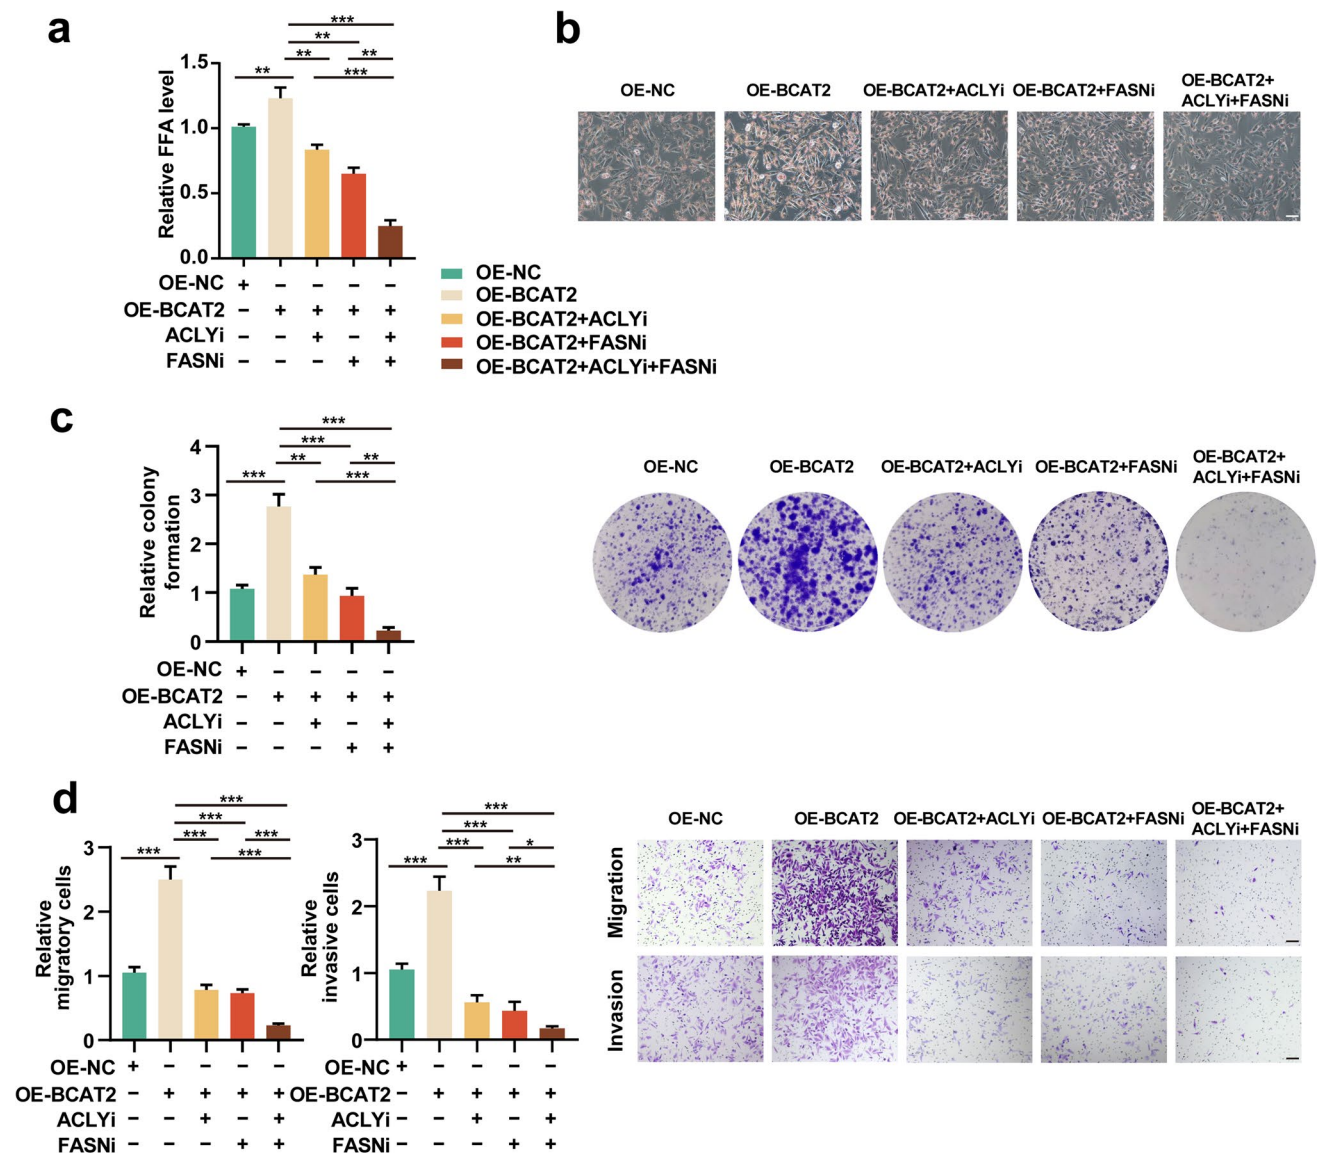 a
***
**
** **
** ***
1.5
1.0
0.5
0.0
Relative FFA level
OE-NC + − − − −
OE-BCAT2 − + + + +
ACLYi − − + − +
FASNi − − − + +
OE-NC
OE-BCAT2
OE-BCAT2+ACLYi
OE-BCAT2+FASNi
OE-BCAT2+ACLYi+FASNi
b
OE-NC
OE-BCAT2
OE-BCAT2+ACLYi
OE-BCAT2+FASNi
OE-BCAT2+
ACLYi+FASNi
c
***
***
** **
*** ***
4
3
2
1
0
Relative colony
formation
OE-NC + − − − −
OE-BCAT2 − + + + +
ACLYi − − + − +
FASNi − − − + +
OE-NC
OE-BCAT2
OE-BCAT2+ACLYi
OE-BCAT2+FASNi
OE-BCAT2+
ACLYi+FASNi
d
***
***
*** ***
*** ***
3
2
1
0
Relative
migratory cells
OE-NC + − − − −
OE-BCAT2 − + + + +
ACLYi − − + − +
FASNi − − − + +
***
***
*** *
*** **
3
2
1
0
Relative
invasive cells
OE-NC + − − − −
OE-BCAT2 − + + + +
ACLYi − − + − +
FASNi − − − + +
OE-NC
OE-BCAT2
OE-BCAT2+ACLYi
OE-BCAT2+FASNi
OE-BCAT2+
ACLYi+FASNi
Migration
Invasion